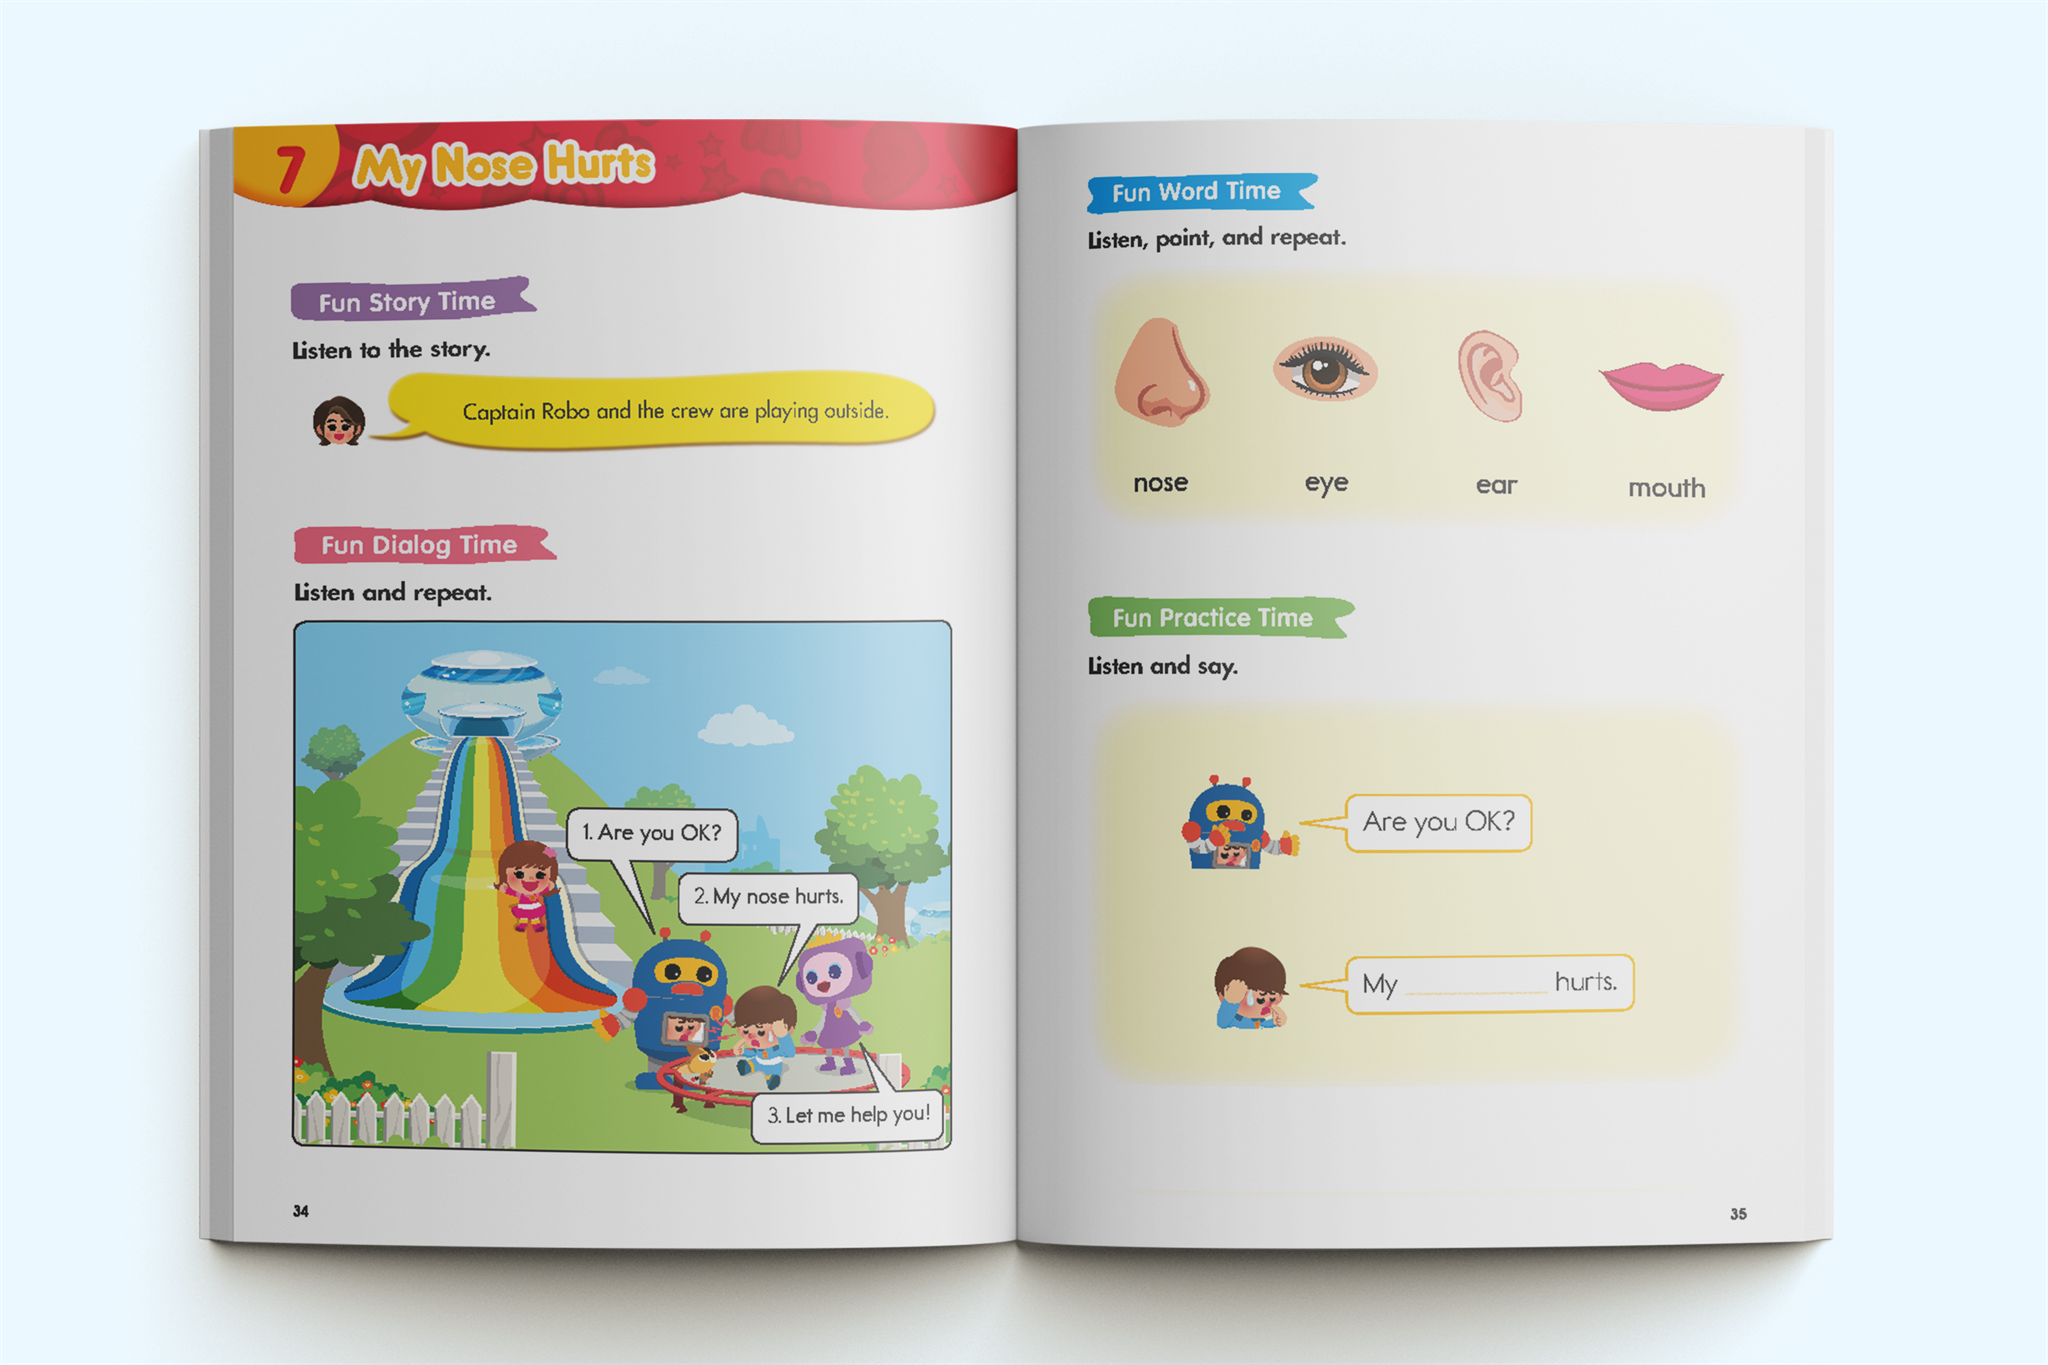 7 My Nose Hurts
Fun Story Time
Listen to the story.
Captain Robo and the crew are playing outside.
Fun Dialog Time
Listen and repeat.
1. Are you OK?
2. My nose hurts.
3. Let me help you!
34
Fun Word Time
Listen, point, and repeat.
nose eye ear mouth
Fun Practice Time
Listen and say.
Are you OK?
My ________ hurts.
35